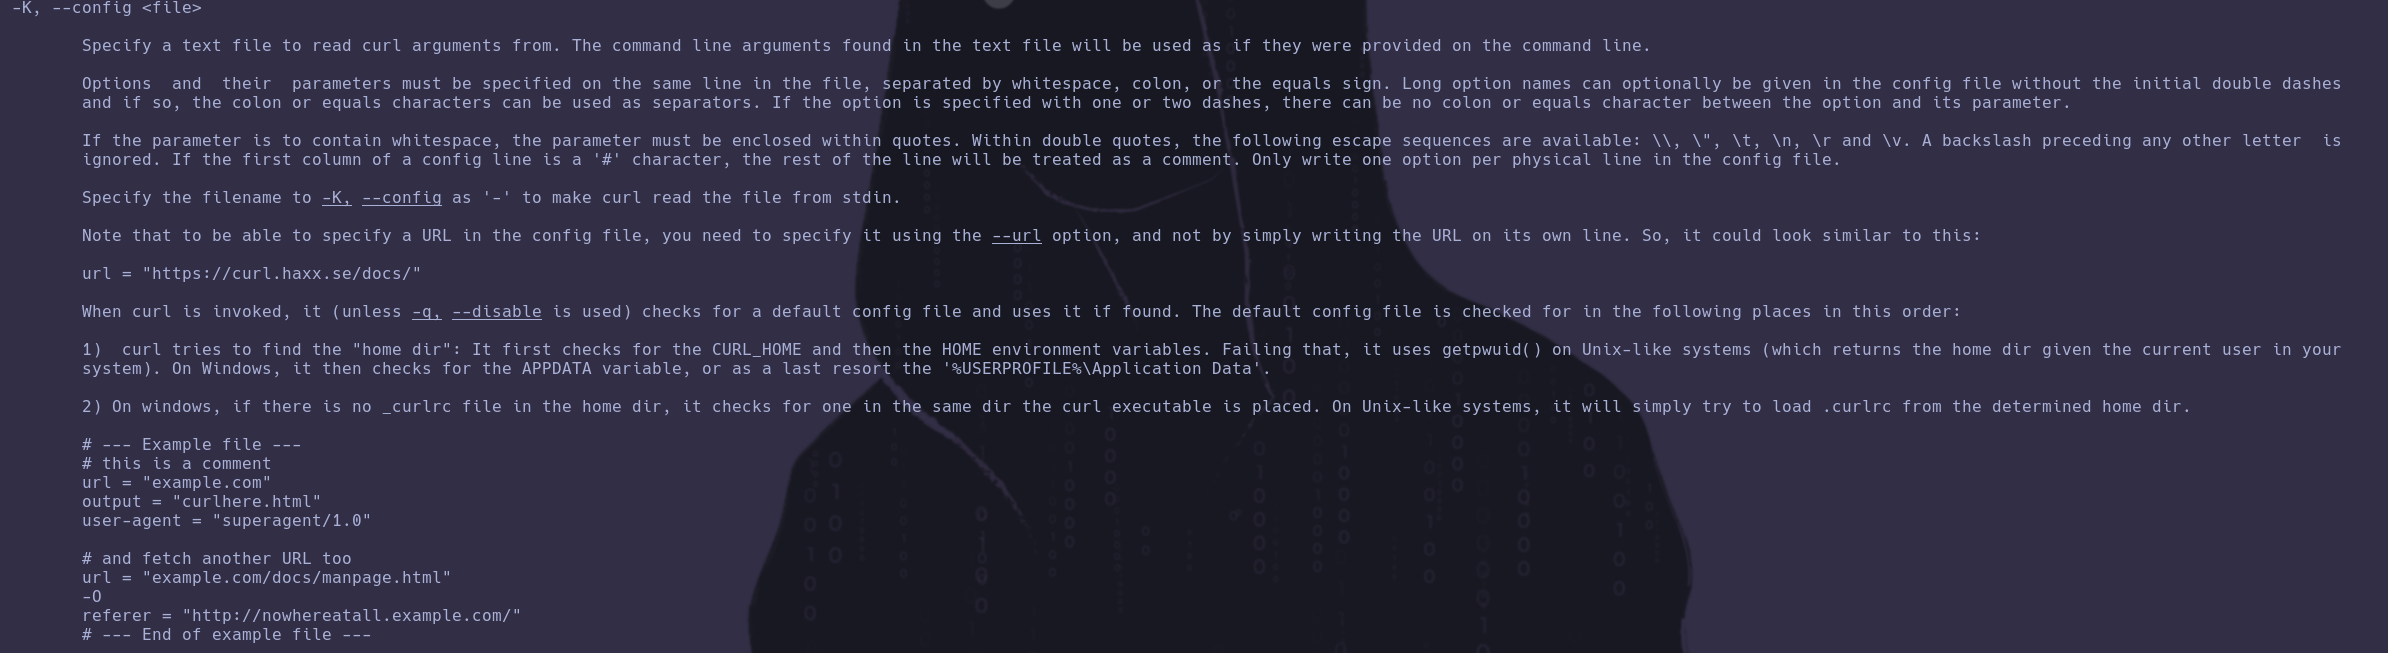 -K, --config <file>
Specify a text file to read curl arguments from. The command line arguments found in the text file will be used as if they were provided on the command line.
Options and their parameters must be specified on the same line in the file, separated by whitespace, colon, or the equals sign. Long option names can optionally be given in the config file without the initial double dashes
and if so, the colon or equals characters can be used as separators. If the option is specified with one or two dashes, there can be no colon or equals character between the option and its parameter.
If the parameter is to contain whitespace, the parameter must be enclosed within quotes. Within double quotes, the following escape sequences are available: \\, \", \t, \n, \r and \v. A backslash preceding any other letter is
ignored. If the first column of a config line is a '#' character, the rest of the line will be treated as a comment. Only write one option per physical line in the config file.
Specify the filename to -K, --config as '-' to make curl read the file from stdin.
Note that to be able to specify a URL in the config file, you need to specify it using the --url option, and not by simply writing the URL on its own line. So, it could look similar to this:
url = "https://curl.haxx.se/docs/"
When curl is invoked, it (unless -q, --disable is used) checks for a default config file and uses it if found. The default config file is checked for in the following places in this order:
1) curl tries to find the "home dir": It first checks for the CURL_HOME and then the HOME environment variables. Failing that, it uses getpwuid() on Unix-like systems (which returns the home dir given the current user in your
system). On Windows, it then checks for the APPDATA variable, or as a last resort the '%USERPROFILE%\Application Data'.
2) On windows, if there is no _curlrc file in the home dir, it checks for one in the same dir the curl executable is placed. On Unix-like systems, it will simply try to load .curlrc from the determined home dir.
# --- Example file ---
# this is a comment
url = "example.com"
output = "curlhere.html"
user-agent = "superagent/1.0"
# and fetch another URL too
url = "example.com/docs/manpage.html"
-O
referer = "http://nowhereatall.example.com/"
# --- End of example file ---